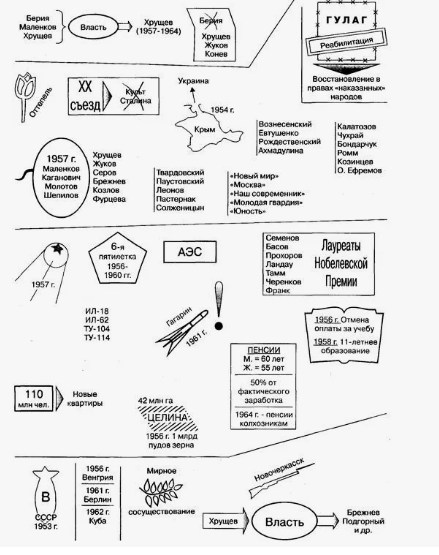 Берия
Маленков
Хрущев
Власть
Хрущев
(1957-1964)
Берия
Хрущев
Жуков
Конев
ГУЛАГ
Реабилитация
Восстановление в
правах «наказанных»
народов
Оттепель
XX
съезд
Культ
Сталина
Украина
1954 г.
Крым
Вознесенский
Евтушенко
Рождественский
Ахмадулина
Калатозов
Чухрай
Бондарчук
Ромм
Козинцев
О. Ефремов
1957 г.
Маленков
Каганович
Молотов
Шепилов
Хрущев
Жуков
Серов
Брежнев
Козлов
Фурцева
Твардовский
Паустовский
Леонов
Пастернак
Солженицын
«Новый мир»
«Москва»
«Наш современник»
«Молодая гвардия»
«Юность»
1957 г.
6-я
пятилетка
1956-
1960 гг.
АЭС
Семенов
Басов
Прохоров
Ландау
Тамм
Черенков
Франк
Лауреаты
Нобелевской
Премии
ИЛ-18
ИЛ-62
ТУ-104
ТУ-114
Гагарин
1961 г.
!
1956 г. Отмена
оплаты за учебу
1958 г. 11-летнее
образование
ПЕНСИИ
М. = 60 лет
Ж. = 55 лет
50% от
фактического
заработка
1964 г. - пенсии
колхозникам
110
млн чел.
Новые
квартиры
42 млн га
ЦЕЛИНА
1956 г. 1 млрд
пудов зерна
В
СССР
1953 г.
1956 г.
Венгрия
1961 г.
Берлин
1962 г.
Куба
Мирное
сосуществование
Новочеркасск
Хрущев
Власть
Брежнев
Подгорный
и др.